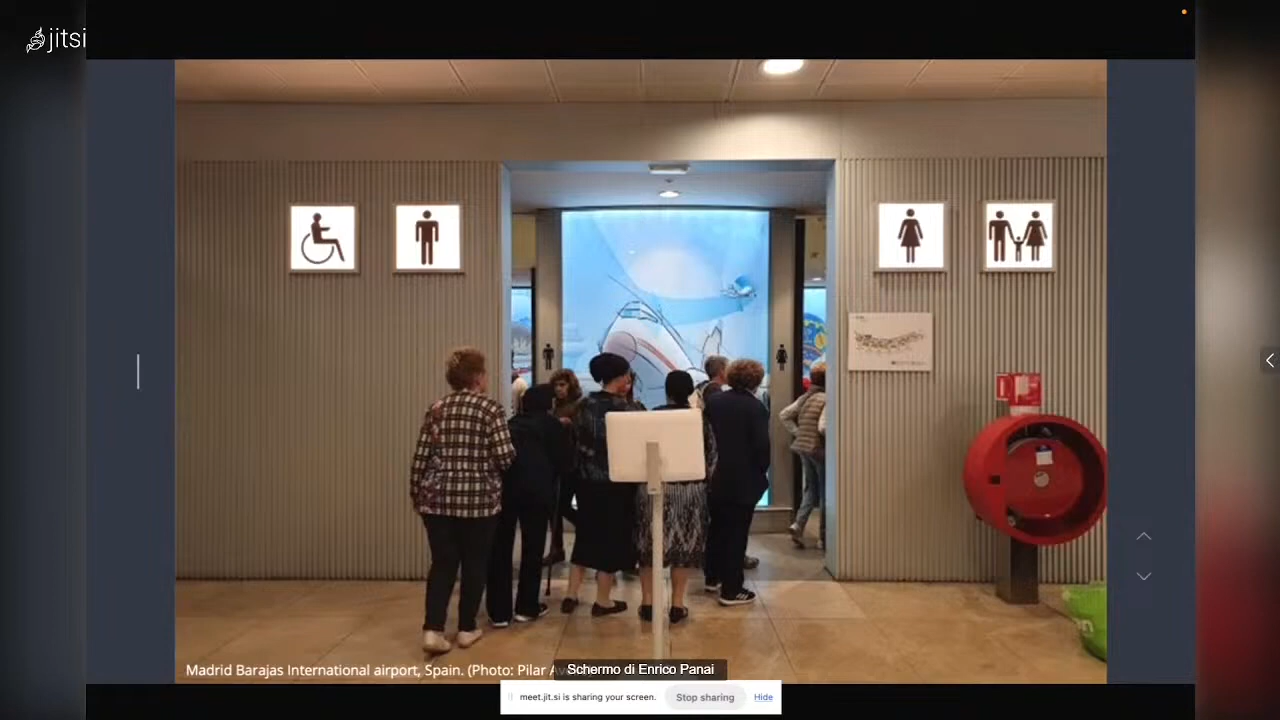 jitsi
Madrid Barajas International airport, Spain. (Photo: Pilar
Schermo di Enrico Panai
meet.jit.si is sharing your screen.
Stop sharing
Hide